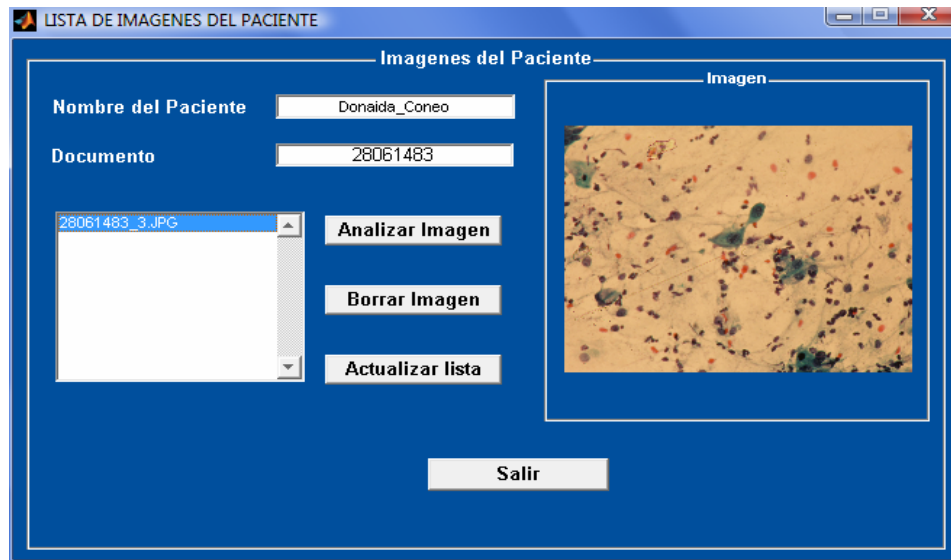 LISTA DE IMAGENES DEL PACIENTE
Imagenes del Paciente
Nombre del Paciente
Donaida_Coneo
Documento
28061483
28061483_3.JPG
Analizar Imagen
Borrar Imagen
Actualizar lista
Imagen
Salir